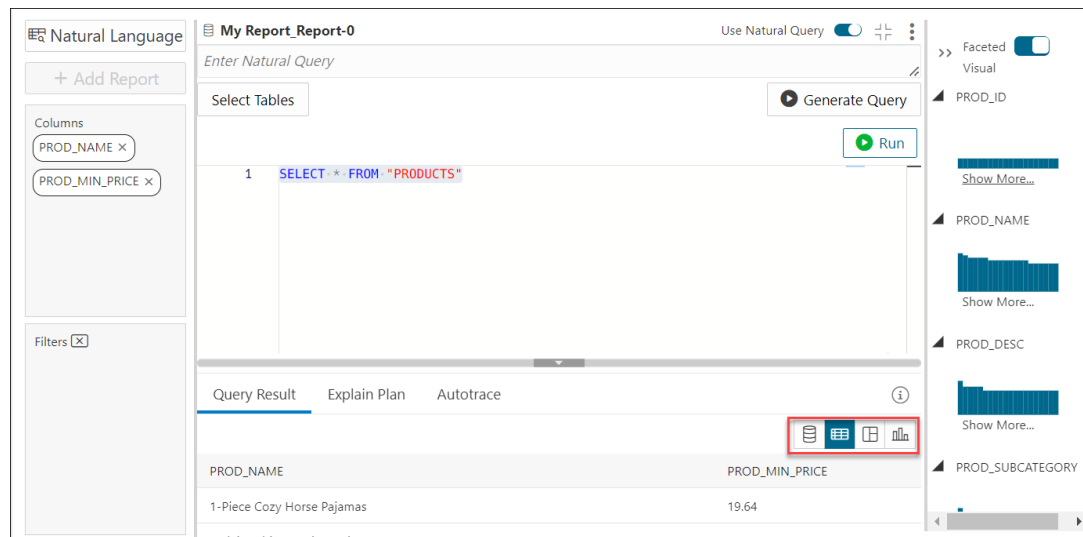 Natural Language
+ Add Report
Columns
PROD_NAME ×
PROD_MIN_PRICE ×
Filters
My Report_Report-0
Use Natural Query
Enter Natural Query
Select Tables
Generate Query
Run
1 SELECT * FROM "PRODUCTS"
Query Result Explain Plan Autotrace
PROD_NAME PROD_MIN_PRICE
1-Piece Cozy Horse Pajamas 19.64
>> Faceted
Visual
PROD_ID
Show More...
PROD_NAME
Show More...
PROD_DESC
Show More...
PROD_SUBCATEGORY